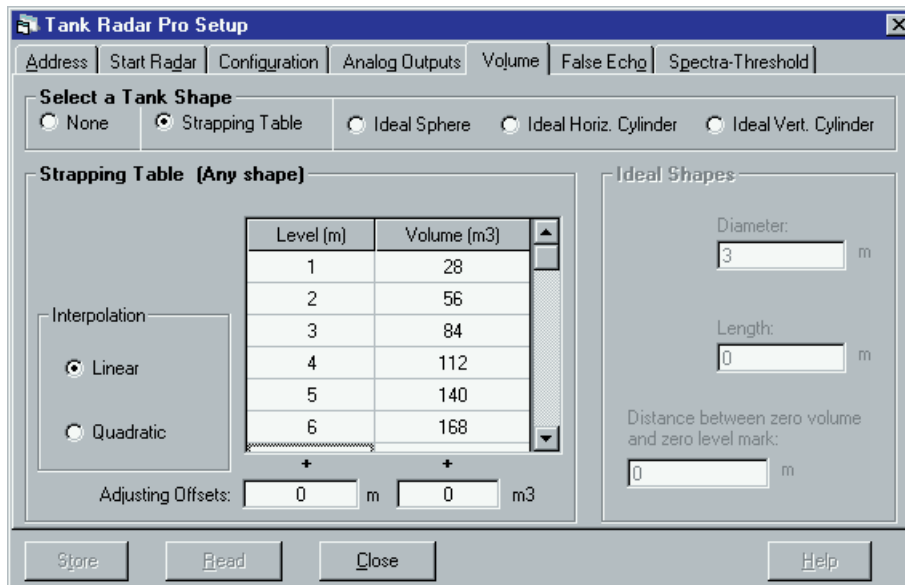 Tank Radar Pro Setup
Address Start Radar Configuration Analog Outputs Volume False Echo Spectra-Threshold
Select a Tank Shape
None Strapping Table Ideal Sphere Ideal Horiz. Cylinder Ideal Vert. Cylinder
Strapping Table (Any shape)
Level (m) Volume (m3)
1 28
2 56
3 84
4 112
5 140
6 168
+ +
Interpolation
Linear
Quadratic
Adjusting Offsets: 0 m 0 m3
Ideal Shapes
Diameter:
3 m
Length:
0 m
Distance between zero volume
and zero level mark:
0 m
Store Read Close Help